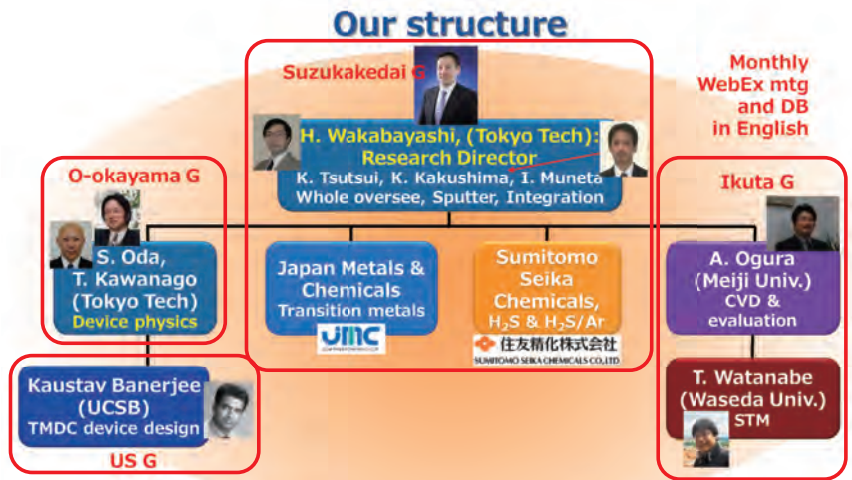 Our structure
Suzukakedai G
Monthly
WebEx mtg
and DB
in English
H. Wakabayashi, (Tokyo Tech):
Research Director
K. Tsutsui, K. Kakushima, I. Muneta
Whole oversee, Sputter, Integration
O-okayama G
S. Oda,
T. Kawanago
(Tokyo Tech)
Device physics
Japan Metals &
Chemicals
Transition metals
JMC
Sumitomo
Seika
Chemicals,
H₂S & H₂S/Ar
住友精化株式会社
SUMITOMO SEIKA CHEMICALS CO.,LTD.
Ikuta G
A. Ogura
(Meiji Univ.)
CVD &
evaluation
Kaustav Banerjee
(UCSB)
TMDC device design
US G
T. Watanabe
(Waseda Univ.)
STM